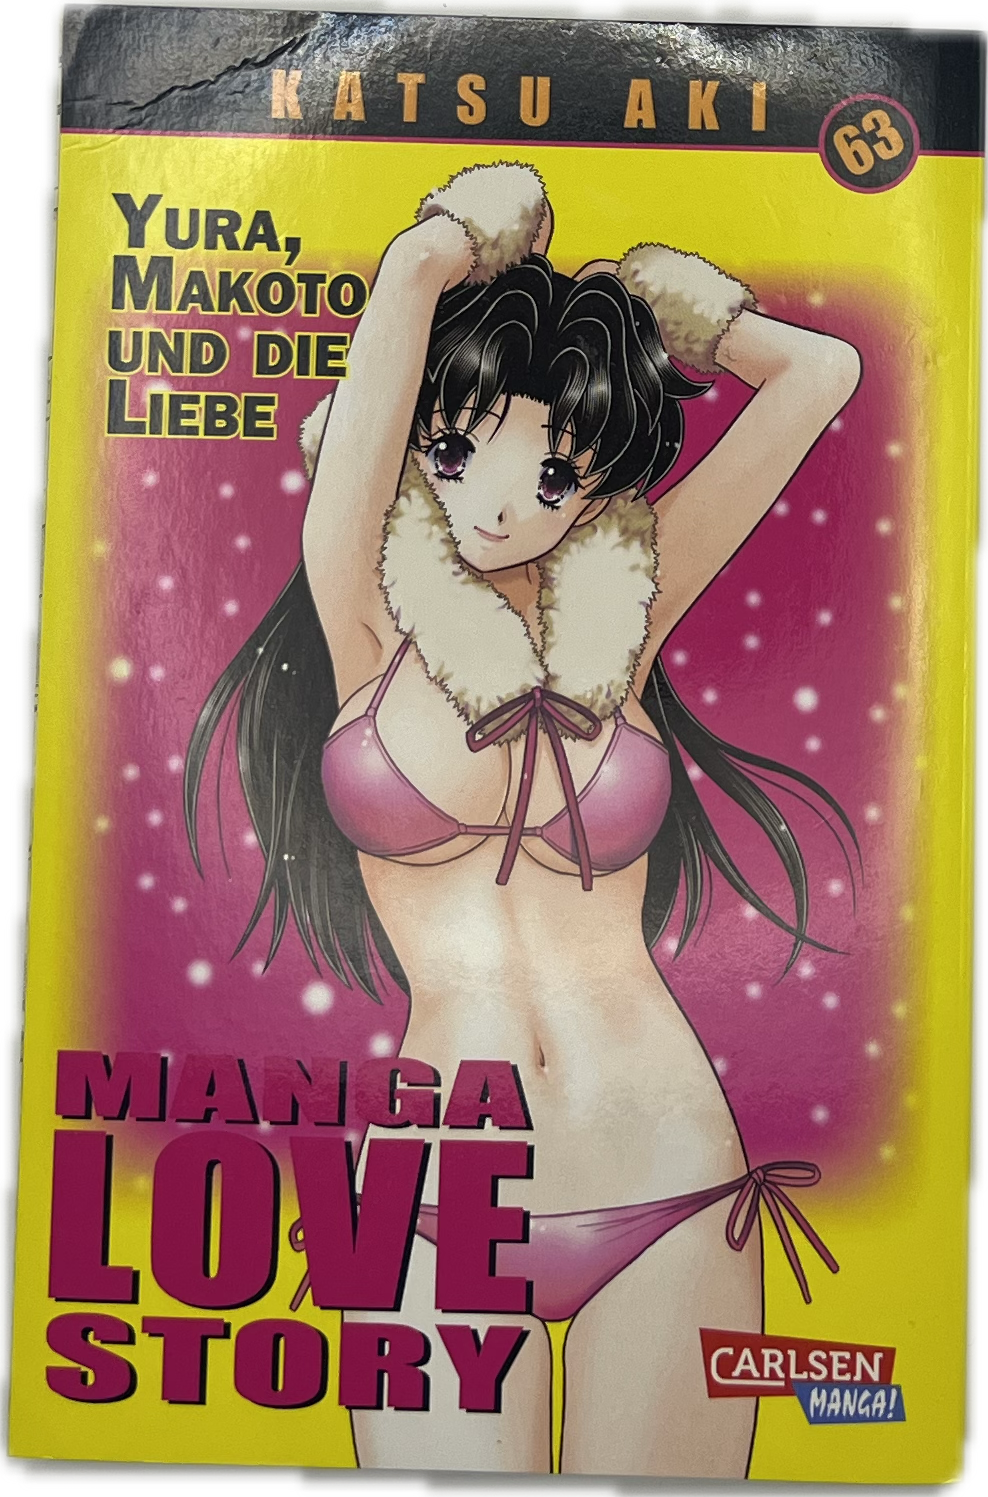 KATSU AKI
63
YURA,
MAKOTO
UND DIE
LIEBE
MANGA
LOVE
STORY
CARLSEN
MANGA!